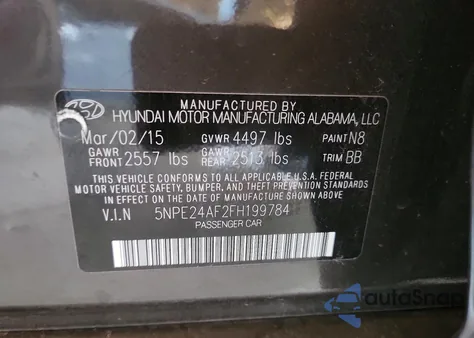 MANUFACTURED BY
HYUNDAI MOTOR MANUFACTURING ALABAMA, LLC
Mar/02/15 GVWR 4497 lbs PAINT N8
GAWR FRONT 2557 lbs GAWR REAR 2513 lbs TRIM BB
THIS VEHICLE CONFORMS TO ALL APPLICABLE U.S.A. FEDERAL
MOTOR VEHICLE SAFETY, BUMPER, AND THEFT PREVENTION STANDARDS
IN EFFECT ON THE DATE OF MANUFACTURE SHOWN ABOVE.
V.I.N 5NPE24AF2FH199784
PASSENGER CAR
autoSnap